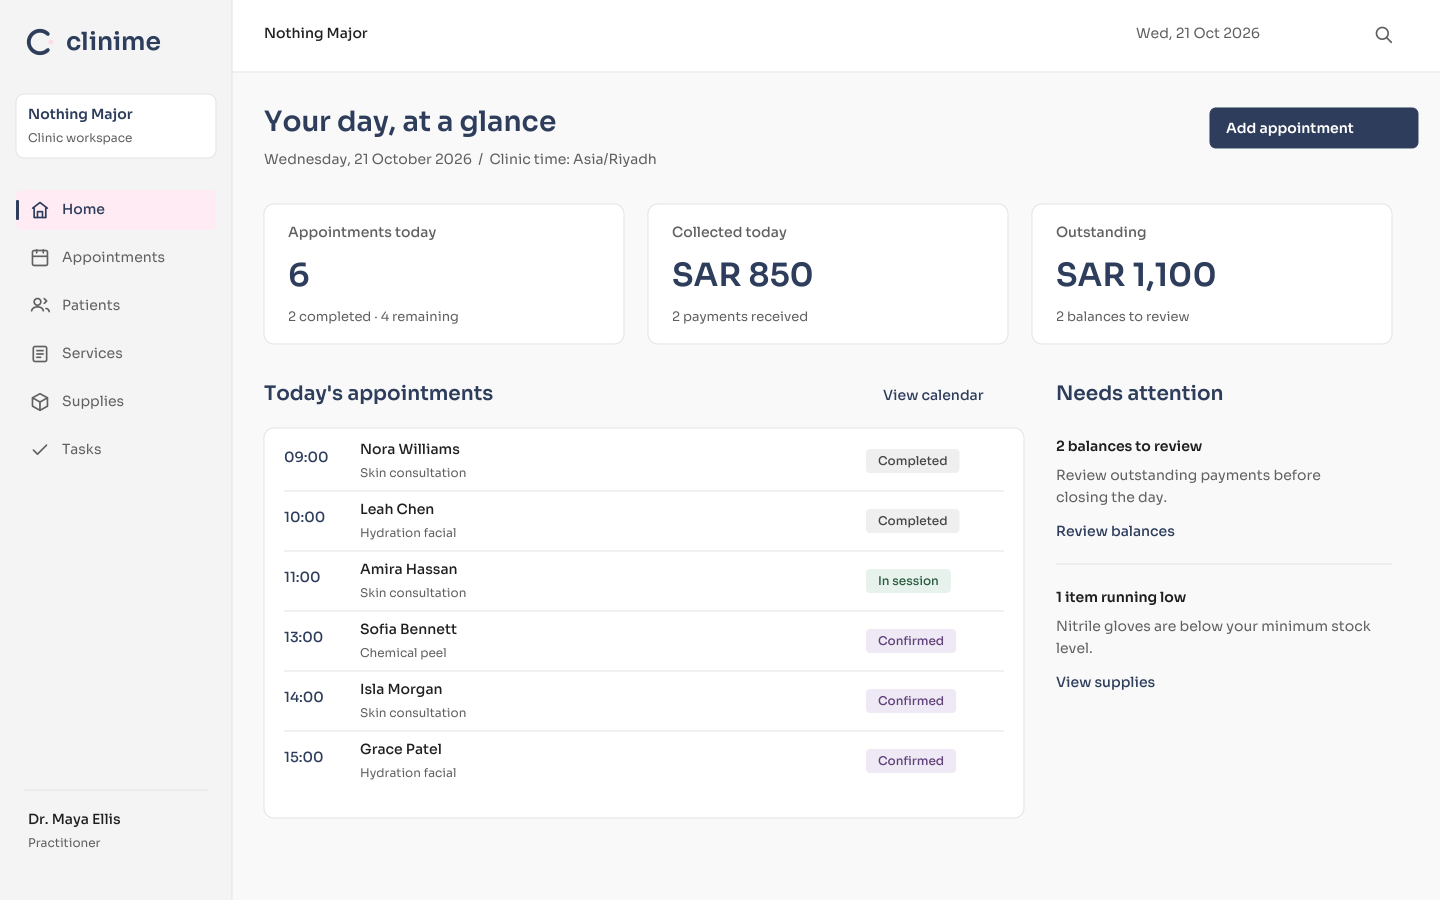 clinime
Nothing Major
Clinic workspace
Home
Appointments
Patients
Services
Supplies
Tasks
Dr. Maya Ellis
Practitioner
Nothing Major
Wed, 21 Oct 2026
Your day, at a glance
Wednesday, 21 October 2026 / Clinic time: Asia/Riyadh
Add appointment
Appointments today
6
2 completed · 4 remaining
Collected today
SAR 850
2 payments received
Outstanding
SAR 1,100
2 balances to review
Today's appointments
View calendar
09:00
Nora Williams
Skin consultation
Completed
10:00
Leah Chen
Hydration facial
Completed
11:00
Amira Hassan
Skin consultation
In session
13:00
Sofia Bennett
Chemical peel
Confirmed
14:00
Isla Morgan
Skin consultation
Confirmed
15:00
Grace Patel
Hydration facial
Confirmed
Needs attention
2 balances to review
Review outstanding payments before
closing the day.
Review balances
1 item running low
Nitrile gloves are below your minimum stock
level.
View supplies